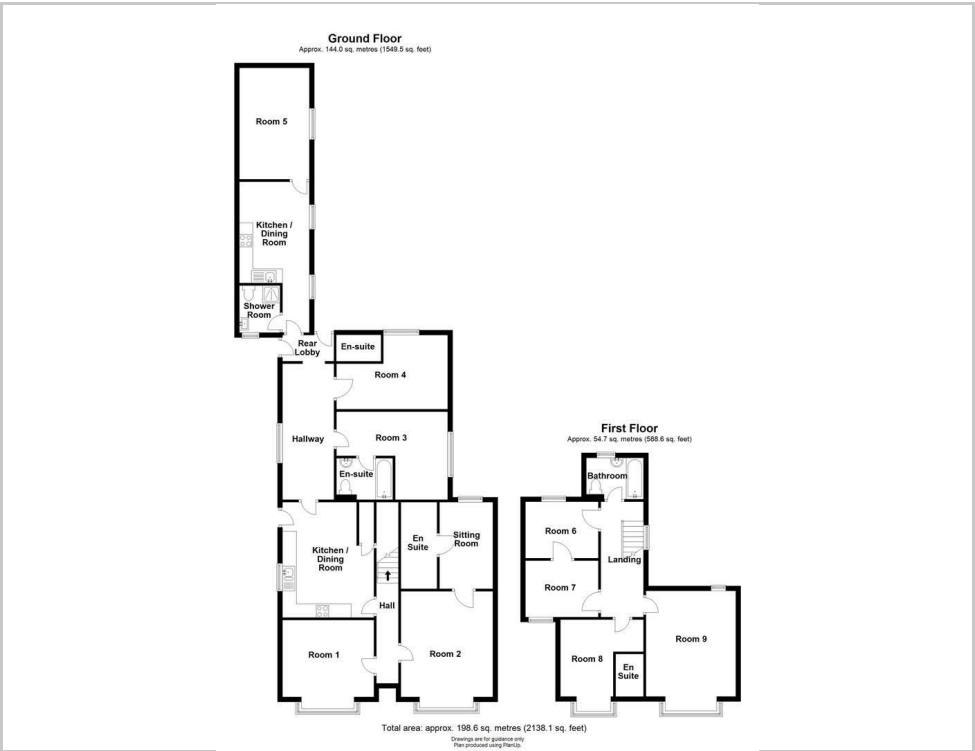 Ground Floor
Approx. 144.0 sq. metres (1549.5 sq. feet)
Room 5
Kitchen /
Dining
Room
Shower
Room
Rear
Lobby
En-suite
Room 4
Hallway
Room 3
En-suite
Kitchen /
Dining
Room
En
Suite
Sitting
Room
Hall
Room 1
Room 2
First Floor
Approx. 54.7 sq. metres (588.6 sq. feet)
Bathroom
Room 6
Landing
Room 7
Room 8
En
Suite
Room 9
Total area: approx. 198.6 sq. metres (2138.1 sq. feet)
Drawings are for guidance only
Plan produced using PlanUp.